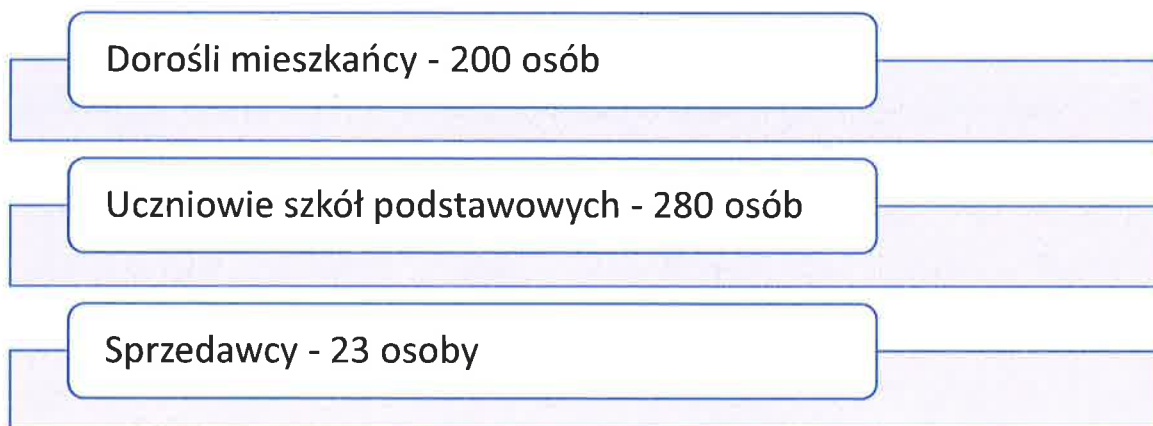 Dorośli mieszkańcy - 200 osób
Uczniowie szkół podstawowych - 280 osób
Sprzedawcy - 23 osoby